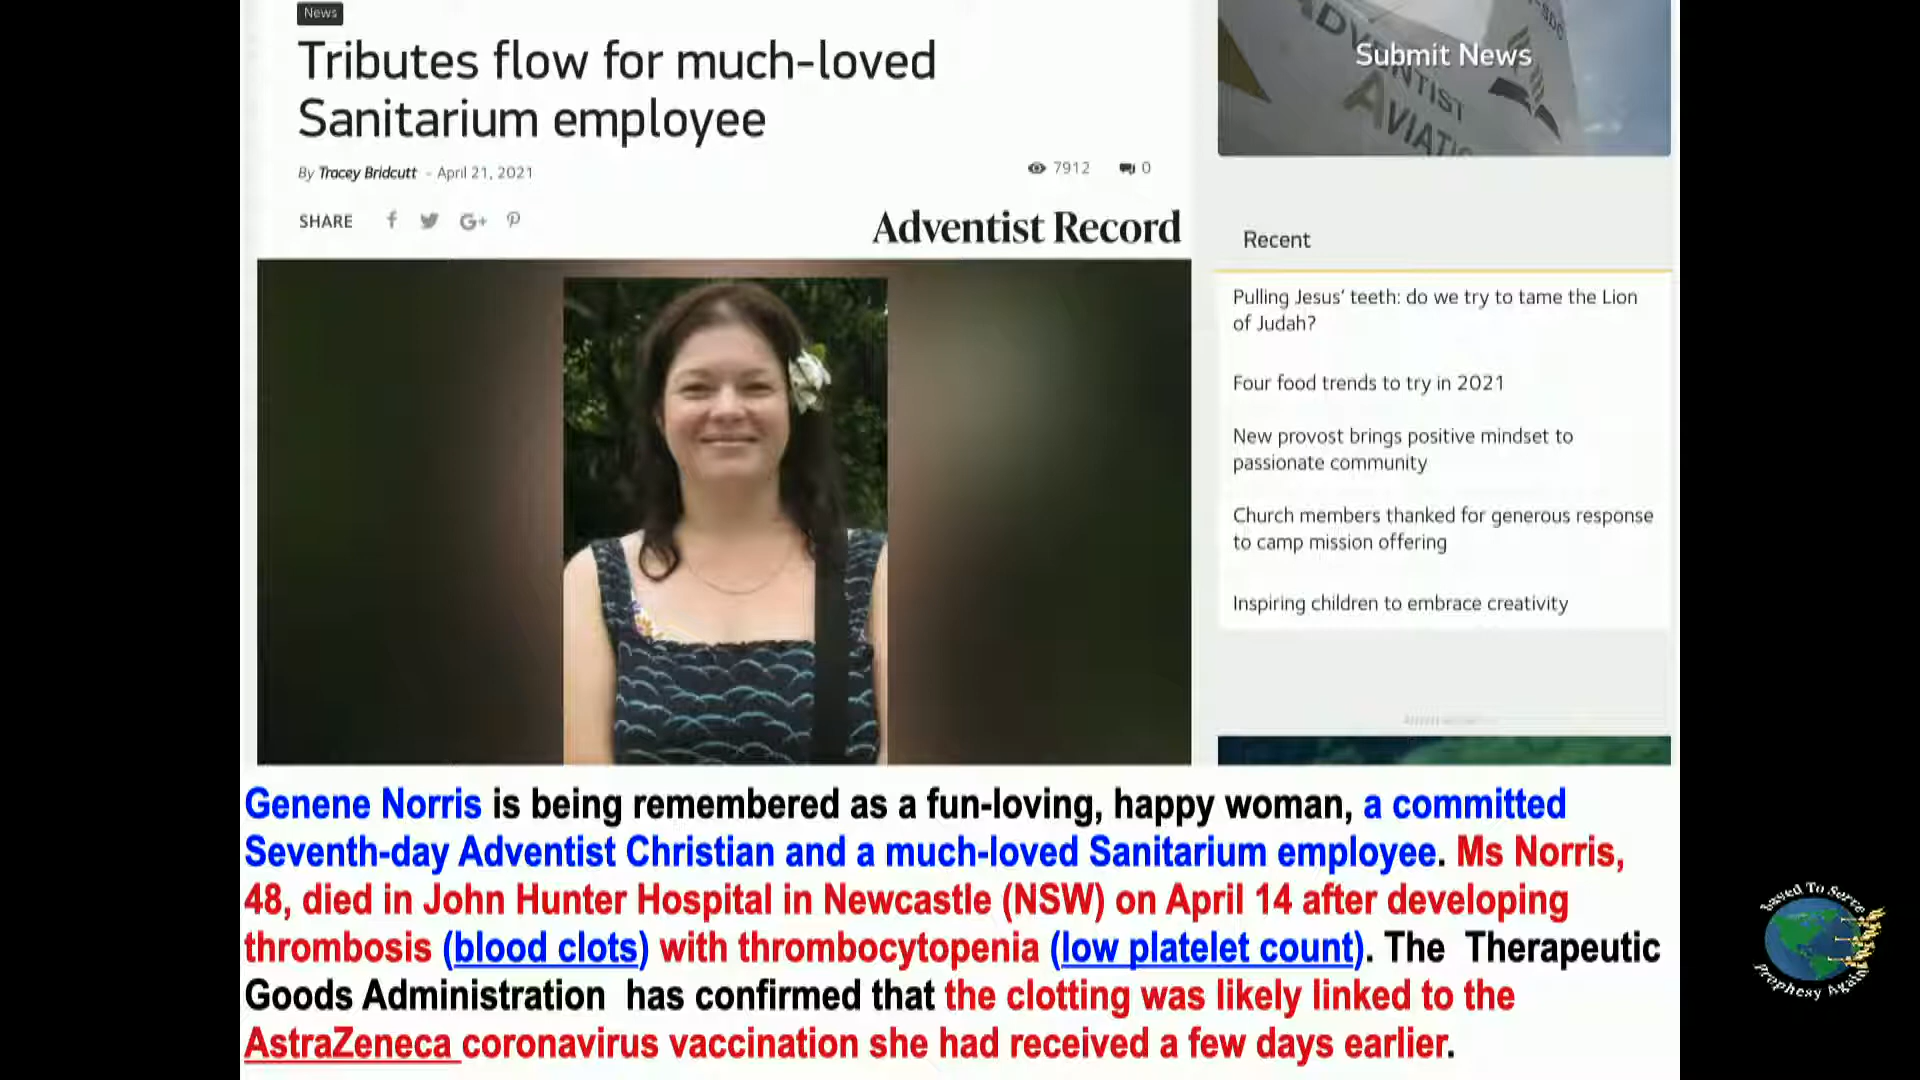 News
Tributes flow for much-loved
Sanitarium employee
By Tracey Bridcutt - April 21, 2021
7912
0
SHARE
G+
Adventist Record
ADVENTIST
Submit News
Recent
Pulling Jesus' teeth: do we try to tame the Lion
of Judah?
Four food trends to try in 2021
New provost brings positive mindset to
passionate community
Church members thanked for generous response
to camp mission offering
Inspiring children to embrace creativity
Genene Norris is being remembered as a fun-loving, happy woman, a committed
Seventh-day Adventist Christian and a much-loved Sanitarium employee. Ms Norris,
48, died in John Hunter Hospital in Newcastle (NSW) on April 14 after developing
thrombosis (blood clots) with thrombocytopenia (low platelet count). The Therapeutic
Goods Administration has confirmed that the clotting was likely linked to the
AstraZeneca coronavirus vaccination she had received a few days earlier.
To Serve
Prophesy Again